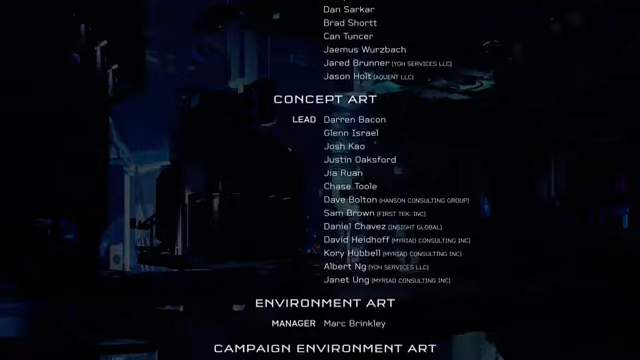 Dan Sarkar
Brad Shortt
Can Tuncer
Jaemus Wurzbach
Jared Brunner (YOH SERVICES LLC)
Jason Holt (AQUENT LLC)
CONCEPT ART
LEAD Darren Bacon
Glenn Israel
Josh Kao
Justin Oaksford
Jia Ruan
Chase Toole
Dave Bolton (HANSON CONSULTING GROUP)
Sam Brown (FIRST TEK. INC)
Daniel Chavez (INSIGHT GLOBAL)
David Heidhoff (MYRIAD CONSULTING INC)
Kory Hubbell (MYRIAD CONSULTING INC)
Albert Ng (YOH SERVICES LLC)
Janet Ung (MYRIAD CONSULTING INC)
ENVIRONMENT ART
MANAGER Marc Brinkley
CAMPAIGN ENVIRONMENT ART